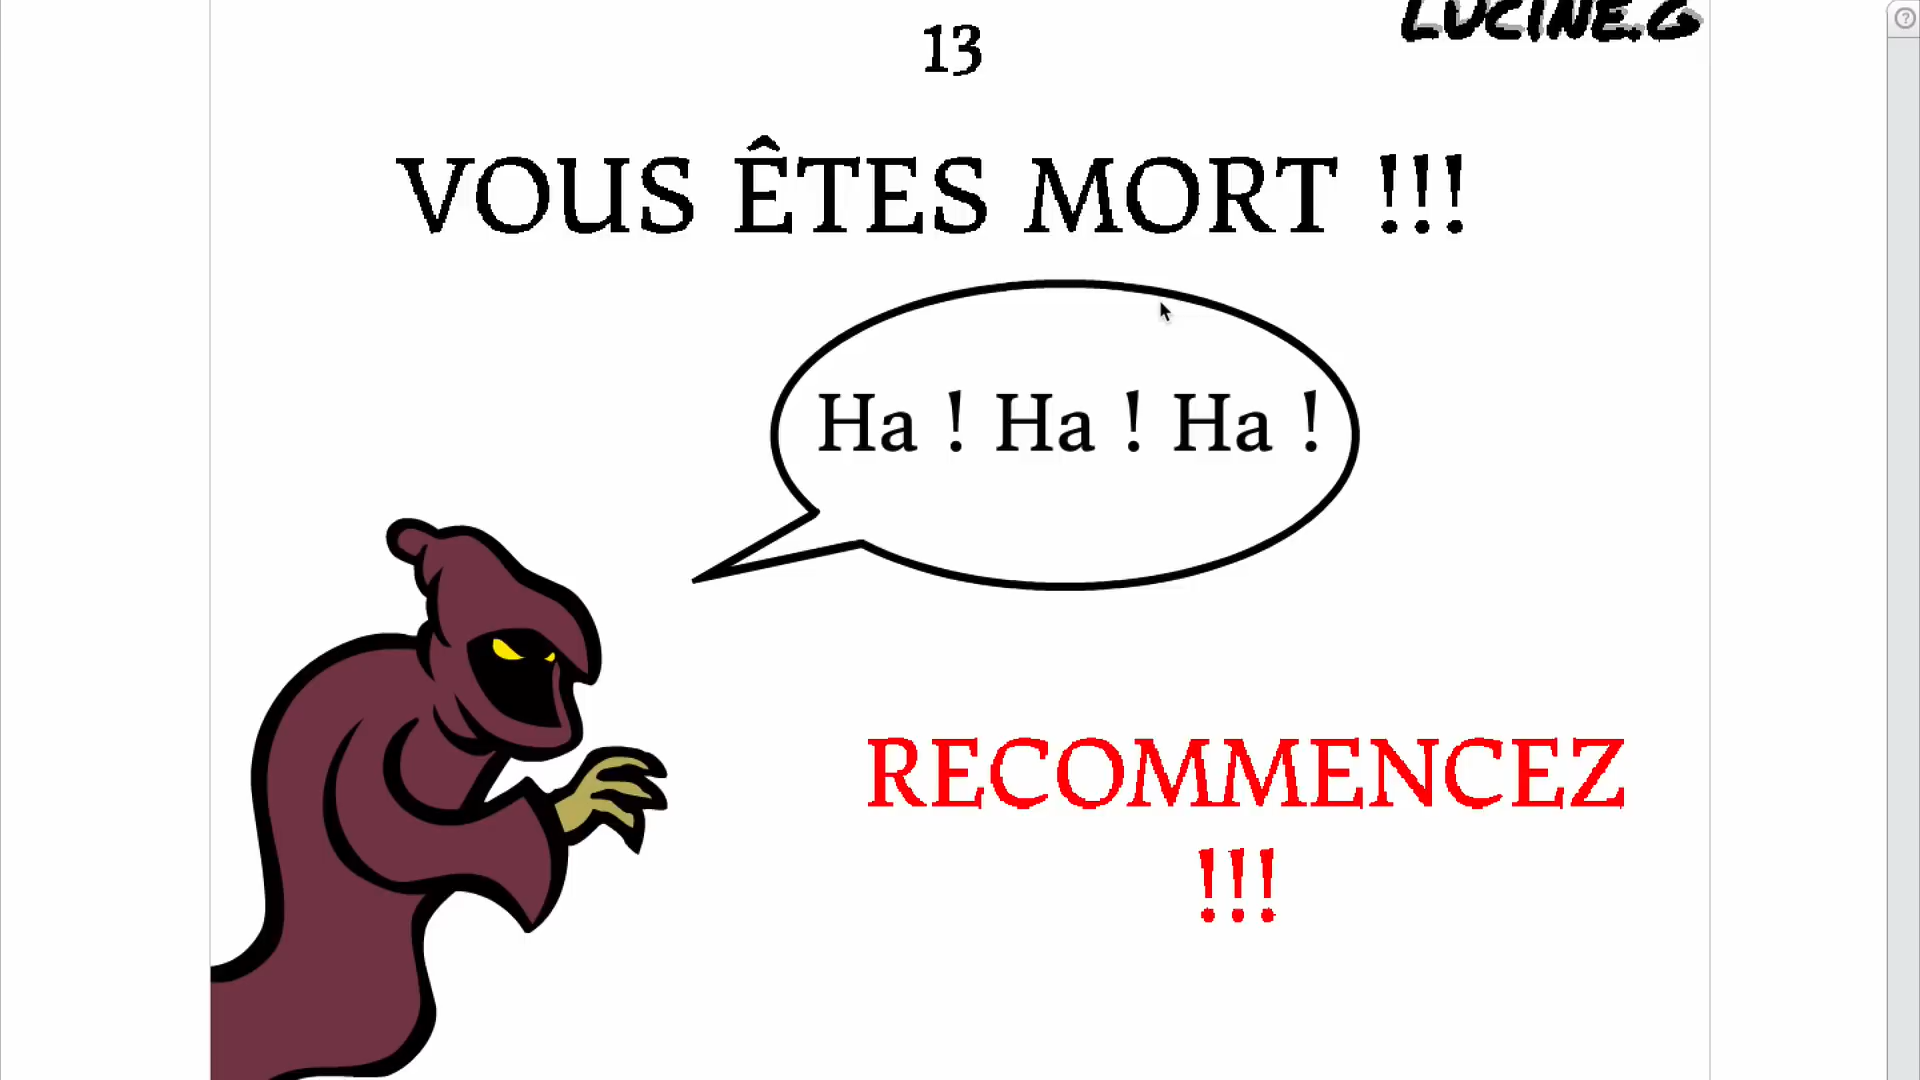 LUCINE.G
13
VOUS ÊTES MORT !!!
Ha ! Ha ! Ha !
RECOMMENCEZ
!!!